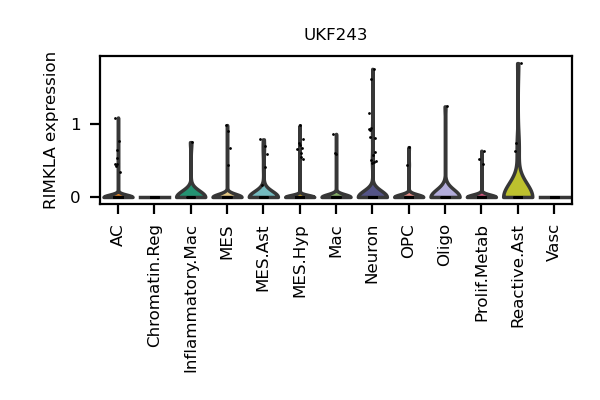 UKF243
RIMKLA expression
1
0
AC
Chromatin.Reg
Inflammatory.Mac
MES
MES.Ast
MES.Hyp
Mac
Neuron
OPC
Oligo
Prolif.Metab
Reactive.Ast
Vasc